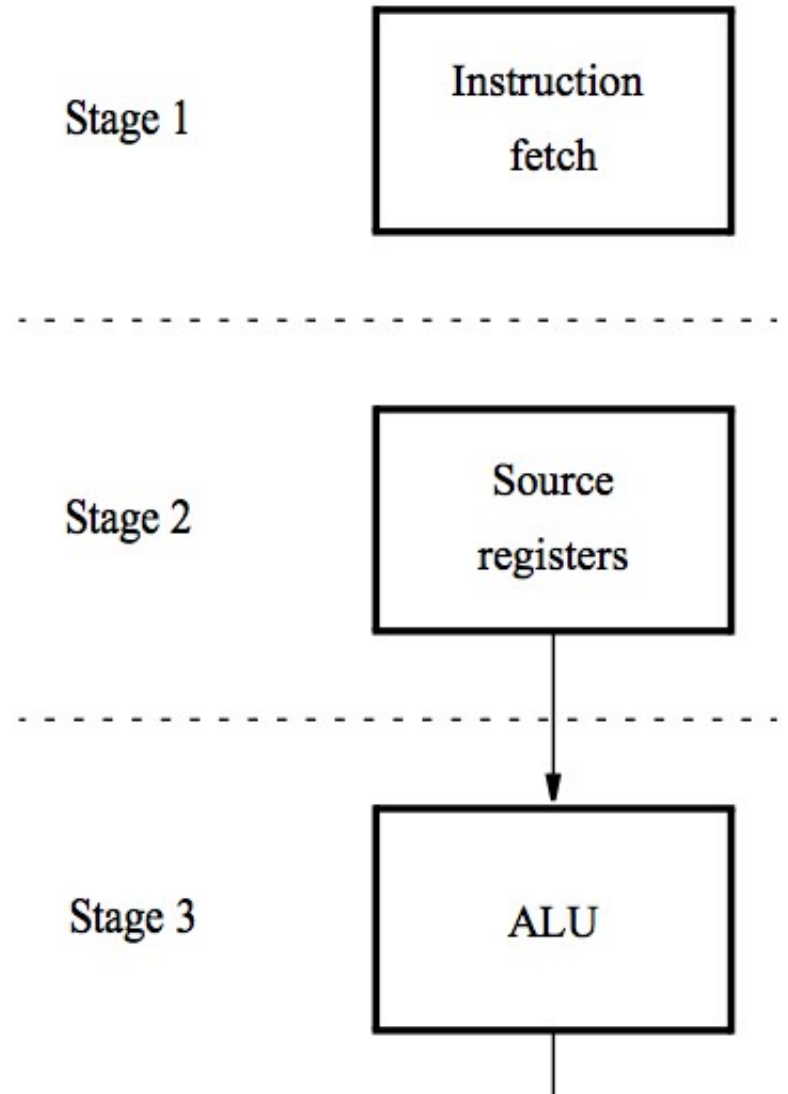 Stage 1
Instruction
fetch
Stage 2
Source
registers
Stage 3
ALU